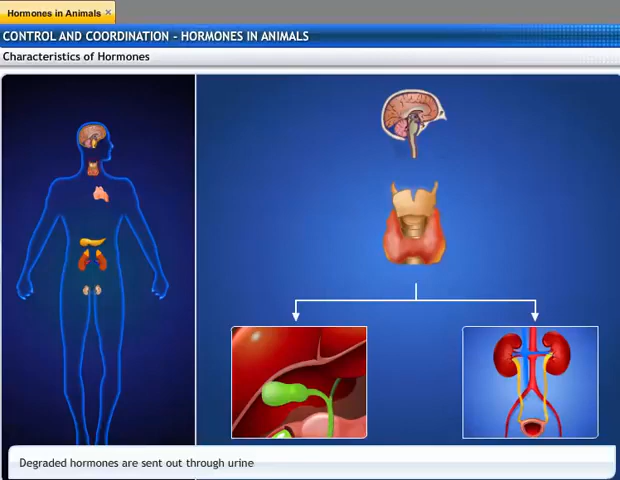 Hormones in Animals
CONTROL AND COORDINATION - HORMONES IN ANIMALS
Characteristics of Hormones
Degraded hormones are sent out through urine